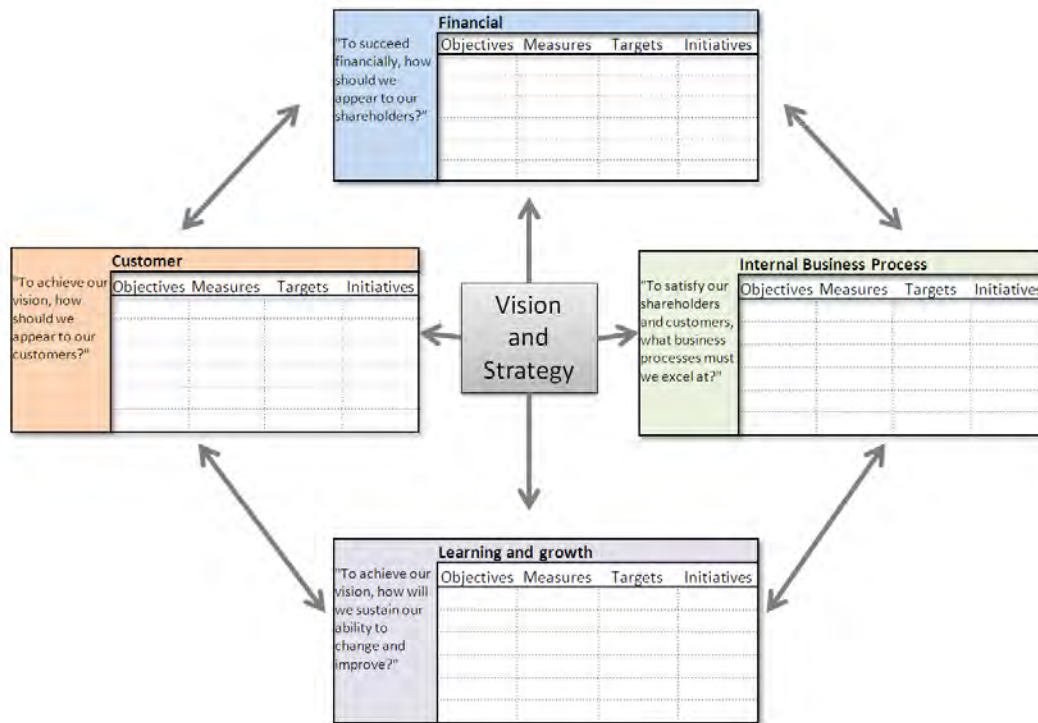 Financial
"To succeed
financially, how
should we
appear to our
shareholders?"
Objectives Measures Targets Initiatives
Customer
"To achieve our
vision, how
should we
appear to our
customers?"
Objectives Measures Targets Initiatives
Vision
and
Strategy
Internal Business Process
"To satisfy our
shareholders
and customers,
what business
processes must
we excel at?"
Objectives Measures Targets Initiatives
Learning and growth
"To achieve our
vision, how will
we sustain our
ability to
change and
improve?"
Objectives Measures Targets Initiatives